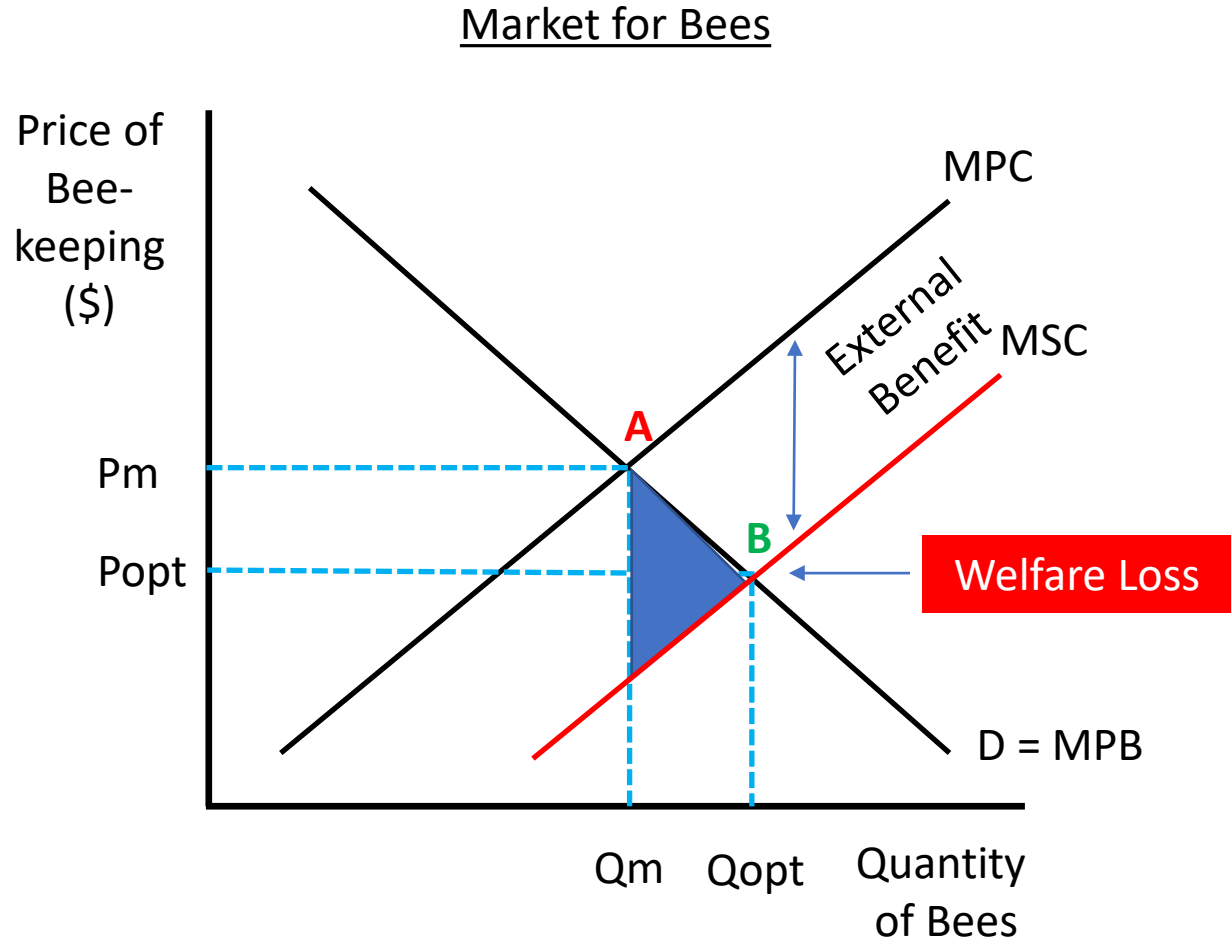 Market for Bees
Price of
Bee-
keeping
($)
MPC
External
Benefit
MSC
A
Pm
B
Popt
Welfare Loss
D = MPB
Qm
Qopt
Quantity
of Bees